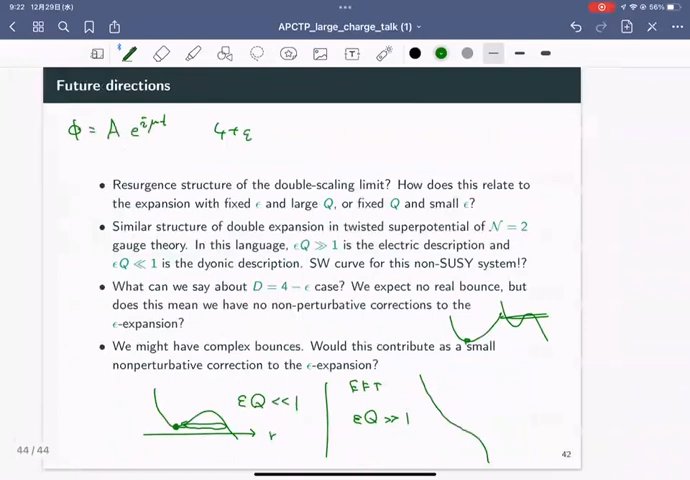 9:22 12月29日(水)
56%
APCTP_large_charge_talk (1)
Future directions
Φ = A e^{iμt} 4+ε
• Resurgence structure of the double-scaling limit? How does this relate to
the expansion with fixed ϵ and large Q, or fixed Q and small ϵ?
• Similar structure of double expansion in twisted superpotential of 𝒩 = 2
gauge theory. In this language, ϵQ ≫ 1 is the electric description and
ϵQ ≪ 1 is the dyonic description. SW curve for this non-SUSY system!?
• What can we say about D = 4 − ϵ case? We expect no real bounce, but
does this mean we have no non-perturbative corrections to the
ϵ-expansion?
• We might have complex bounces. Would this contribute as a small
nonperturbative correction to the ϵ-expansion?
EFT
εQ << 1
εQ >> 1
r
44 / 44
42